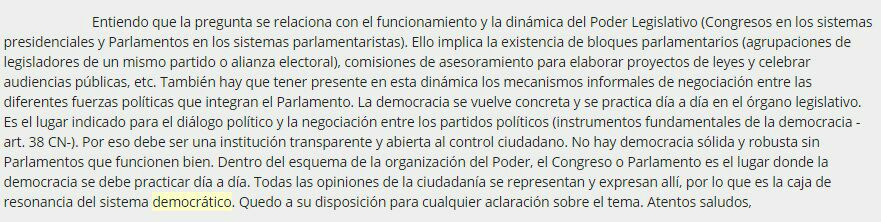 Entiendo que la pregunta se relaciona con el funcionamiento y la dinámica del Poder Legislativo (Congresos en los sistemas
presidenciales y Parlamentos en los sistemas parlamentaristas). Ello implica la existencia de bloques parlamentarios (agrupaciones de
legisladores de un mismo partido o alianza electoral), comisiones de asesoramiento para elaborar proyectos de leyes y celebrar
audiencias públicas, etc. También hay que tener presente en esta dinámica los mecanismos informales de negociación entre las
diferentes fuerzas políticas que integran el Parlamento. La democracia se vuelve concreta y se practica día a día en el órgano legislativo.
Es el lugar indicado para el diálogo político y la negociación entre los partidos políticos (instrumentos fundamentales de la democracia -
art. 38 CN-). Por eso debe ser una institución transparente y abierta al control ciudadano. No hay democracia sólida y robusta sin
Parlamentos que funcionen bien. Dentro del esquema de la organización del Poder, el Congreso o Parlamento es el lugar donde la
democracia se debe practicar día a día. Todas las opiniones de la ciudadanía se representan y expresan allí, por lo que es la caja de
resonancia del sistema democrático. Quedo a su disposición para cualquier aclaración sobre el tema. Atentos saludos,